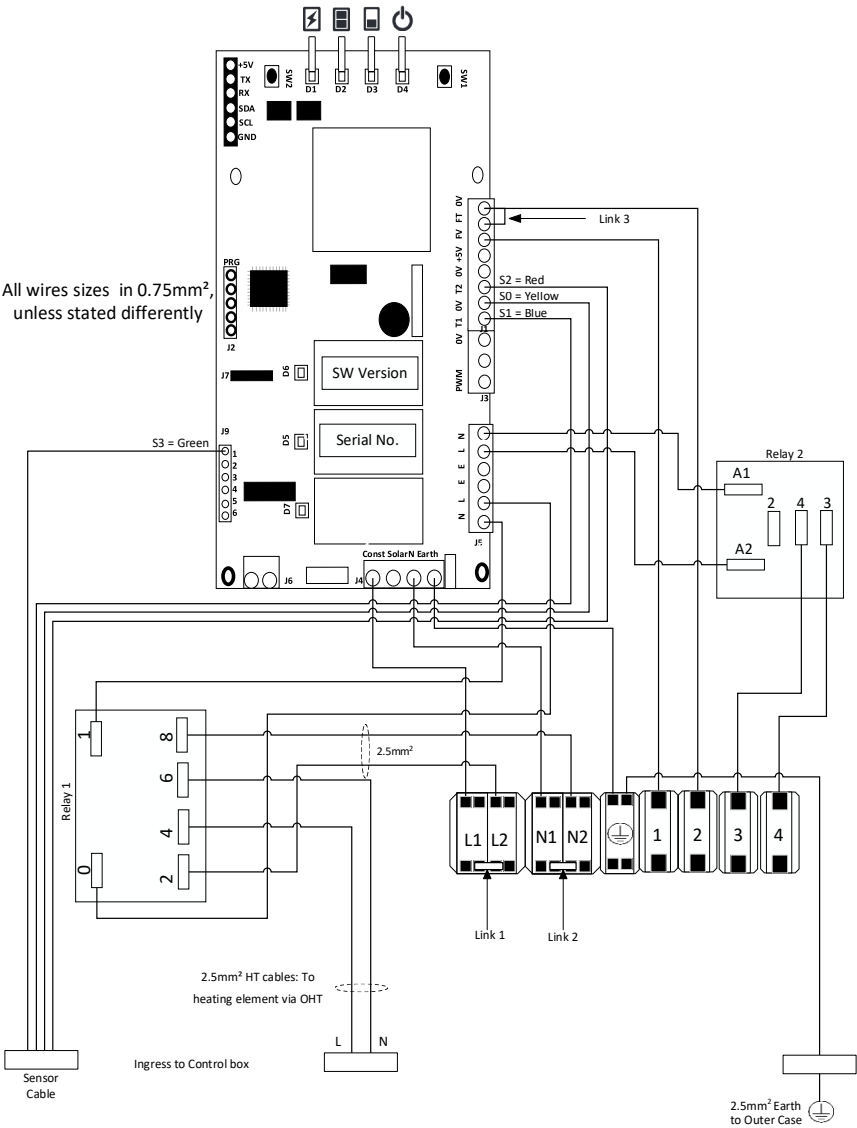 +5V
TX
RX
SDA
SCL
GND
SW2
D1
D2
D3
D4
SW1
0V
FT
FV
+5V
0V
T2
0V
T1
J1
Link 3
S2 = Red
S0 = Yellow
S1 = Blue
All wires sizes in 0.75mm²,
unless stated differently
PRG
J2
J7
D6
SW Version
0V
PWM
J3
J9
S3 = Green
1
2
3
4
5
6
D5
Serial No.
D7
N
L
E
E
L
N
J5
Relay 2
A1
2
4
3
A2
Const SolarN Earth
J6
J4
Relay 1
1
8
6
4
2
0
2.5mm²
L1
L2
N1
N2
1
2
3
4
Link 1
Link 2
2.5mm² HT cables: To
heating element via OHT
L
N
Ingress to Control box
Sensor
Cable
2.5mm² Earth
to Outer Case